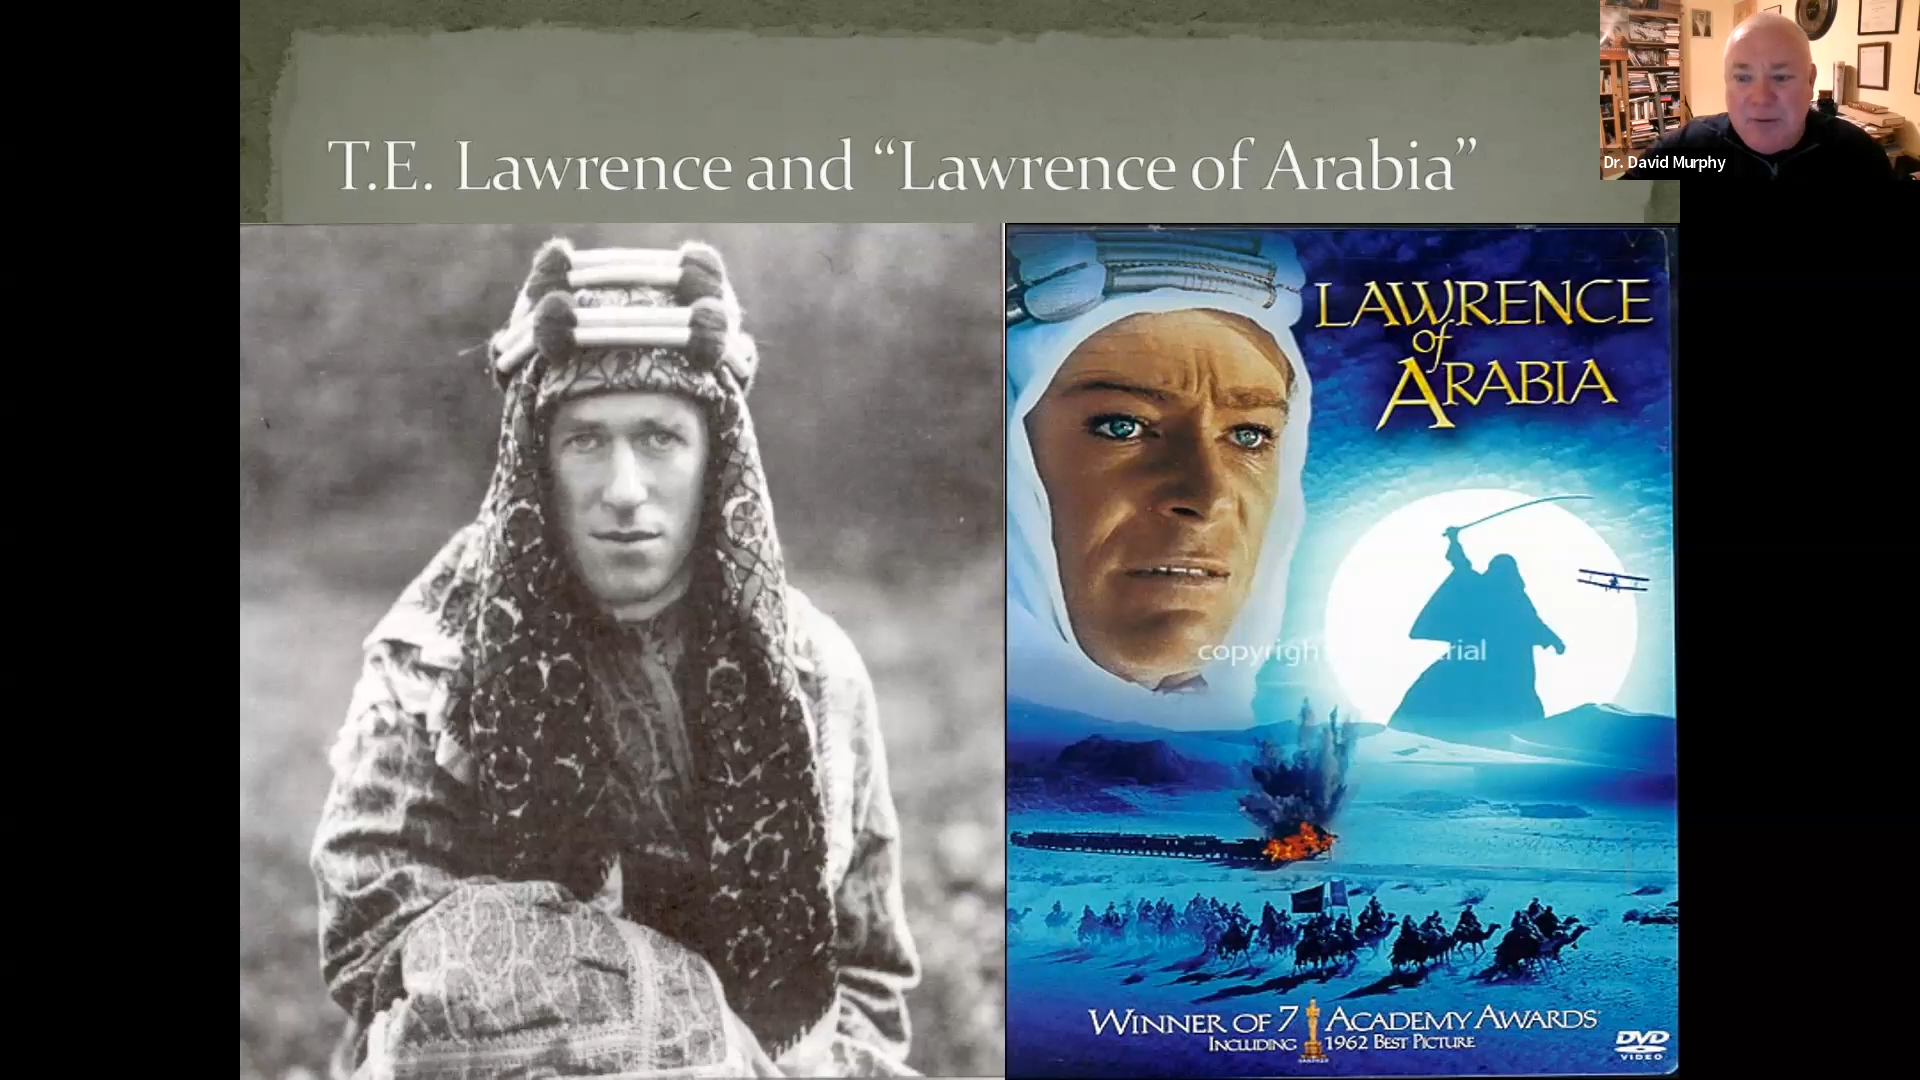 T.E. Lawrence and “Lawrence of Arabia”
Dr. David Murphy
LAWRENCE
of
ARABIA
copyright rial
WINNER OF 7 ACADEMY AWARDS
INCLUDING 1962 BEST PICTURE
DVD
VIDEO